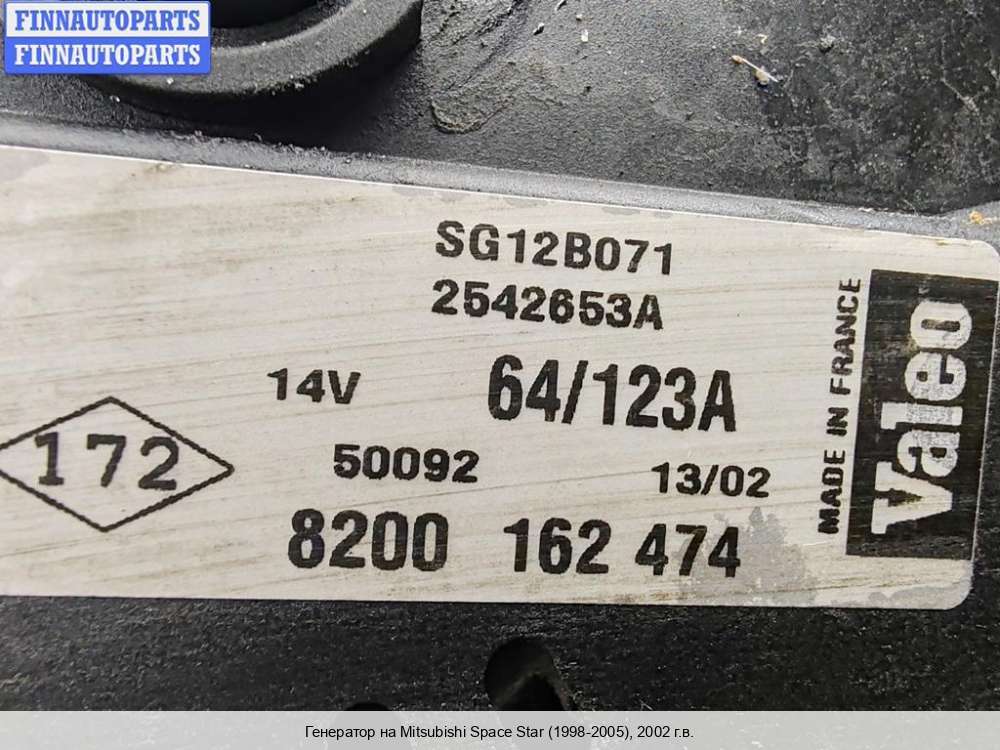 FINNAUTOPARTS
FINNAUTOPARTS
SG12B071
2542653A
14V 64/123A
172
50092 13/02
8200 162 474
MADE IN FRANCE
Valeo
Генератор на Mitsubishi Space Star (1998-2005), 2002 г.в.